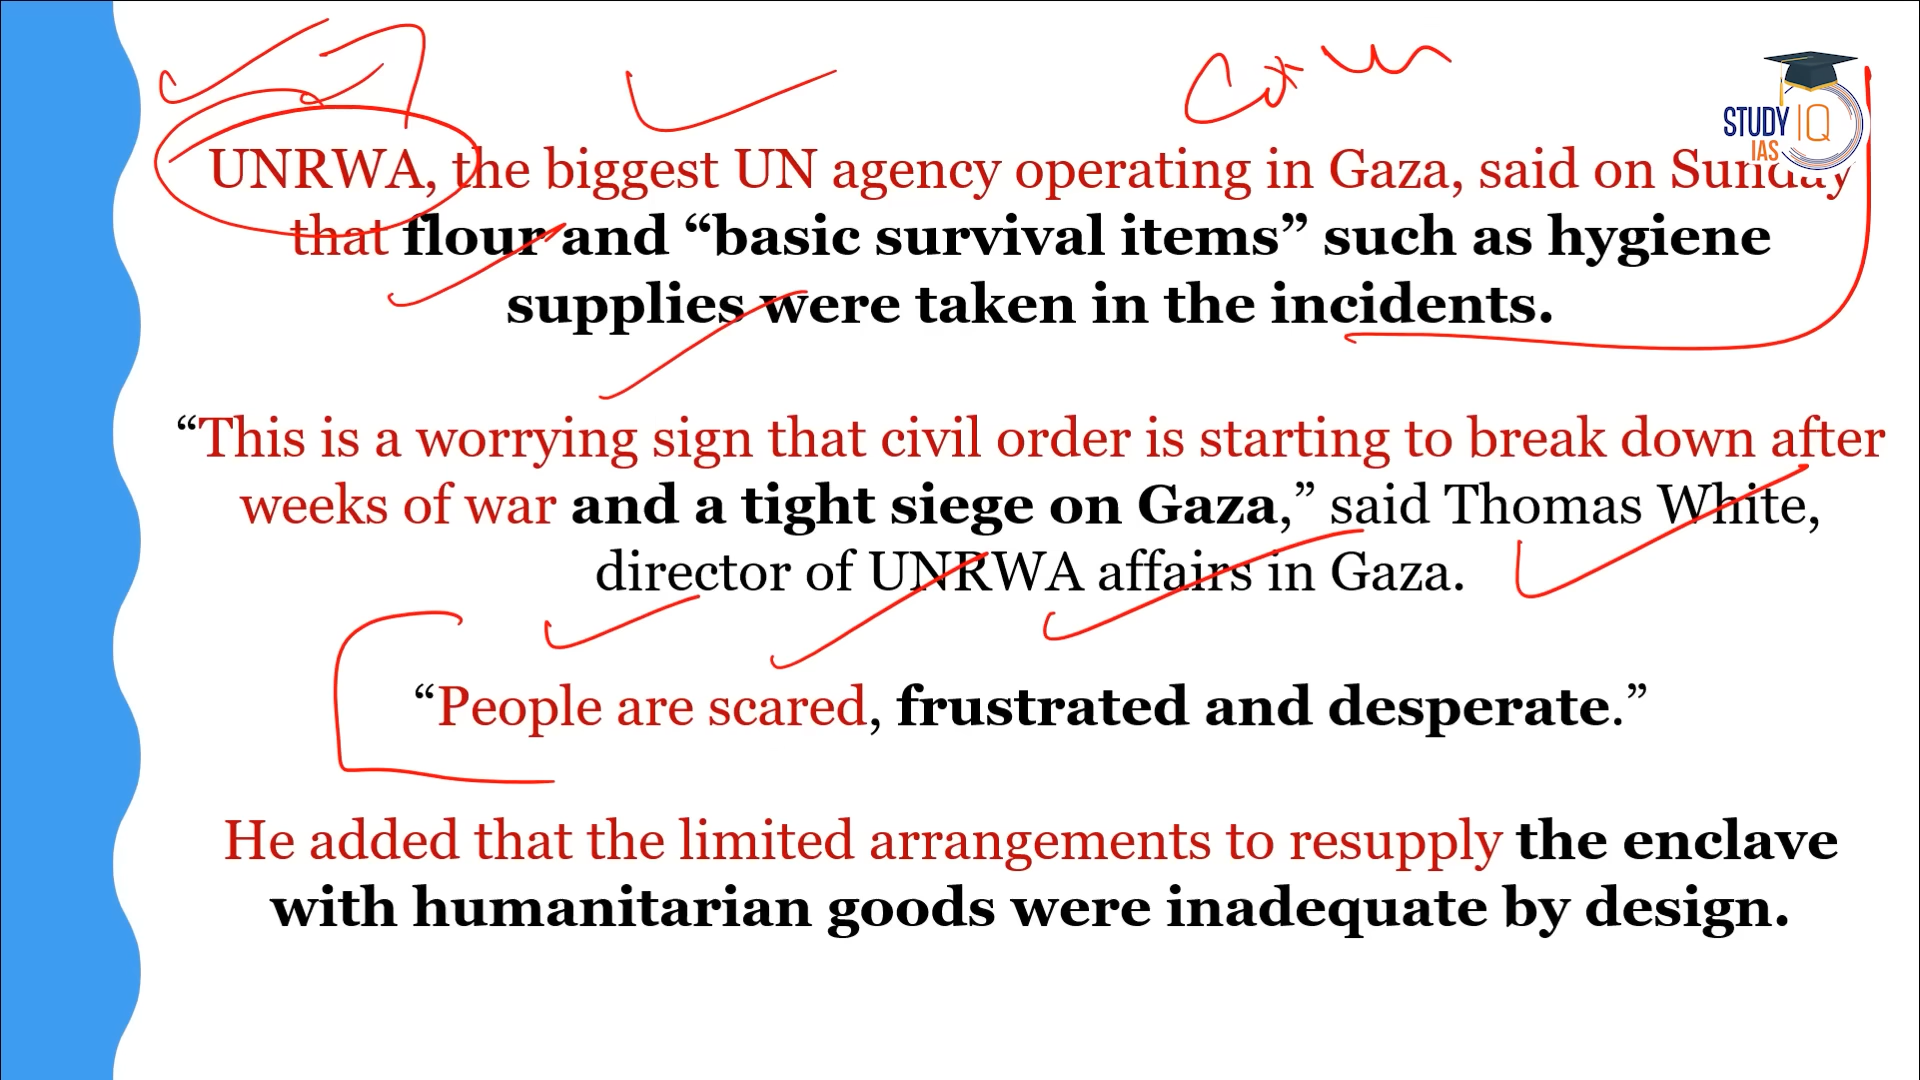 STUDY IQ
IAS
UNRWA, the biggest UN agency operating in Gaza, said on Sunday
that flour and “basic survival items” such as hygiene
supplies were taken in the incidents.
“This is a worrying sign that civil order is starting to break down after
weeks of war and a tight siege on Gaza,” said Thomas White,
director of UNRWA affairs in Gaza.
“People are scared, frustrated and desperate.”
He added that the limited arrangements to resupply the enclave
with humanitarian goods were inadequate by design.